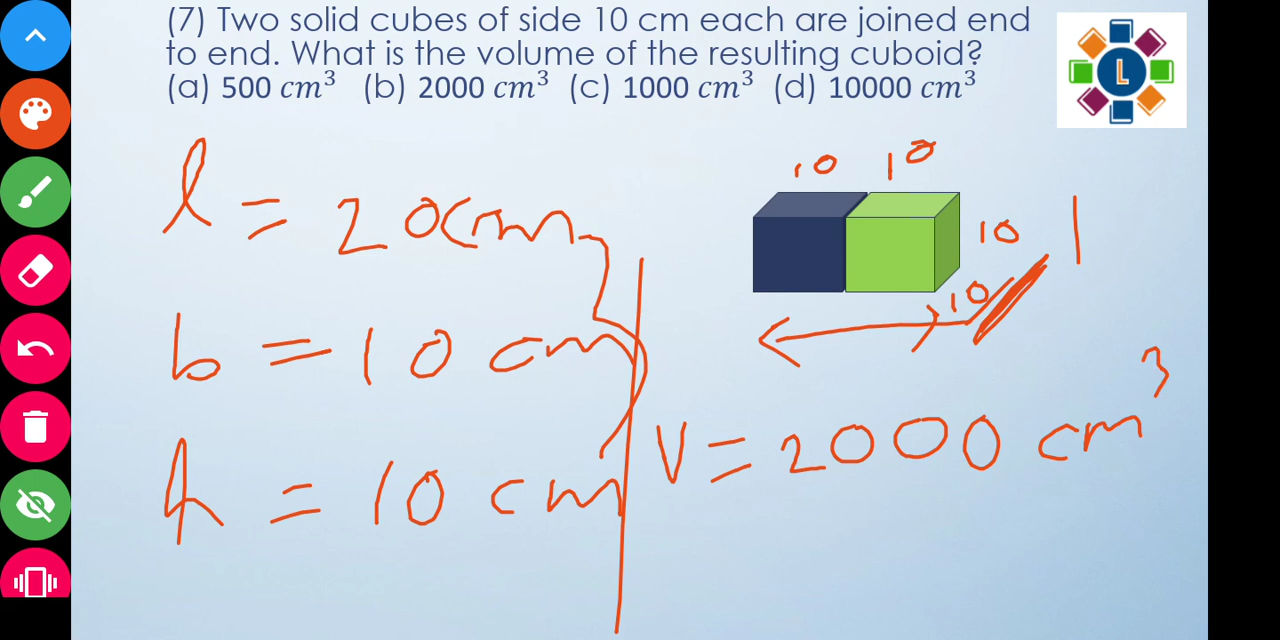 (7) Two solid cubes of side 10 cm each are joined end
to end. What is the volume of the resulting cuboid?
(a) 500 cm³ (b) 2000 cm³ (c) 1000 cm³ (d) 10000 cm³
L
10 10
l = 20cm
10
10
b = 10 cm
V = 2000 cm³
h = 10 cm